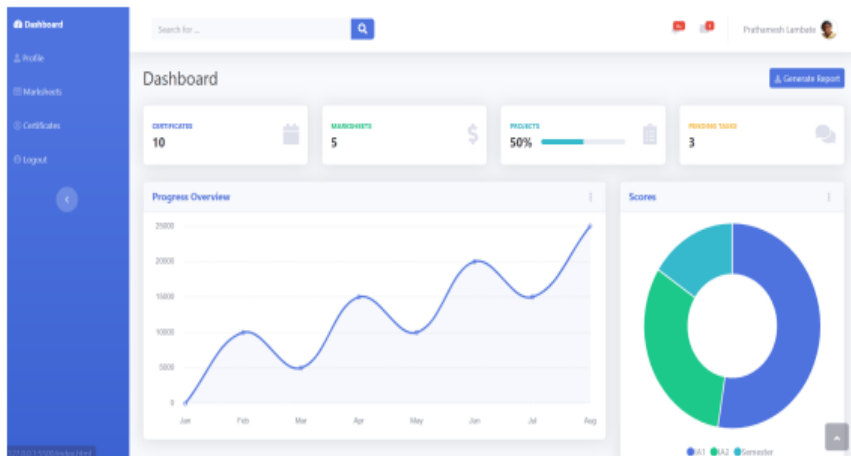 Dashboard
Profile
Marksheets
Certificates
Logout
Search for ...
Prathamesh Lambate
Dashboard
Generate Report
CERTIFICATES
10
MARKSHEETS
5
PROJECTS
50%
PENDING TASKS
3
Progress Overview
25000
20000
15000
10000
5000
0
Jan Feb Mar Apr May Jun Jul Aug
Scores
IA1 IA2 Semester